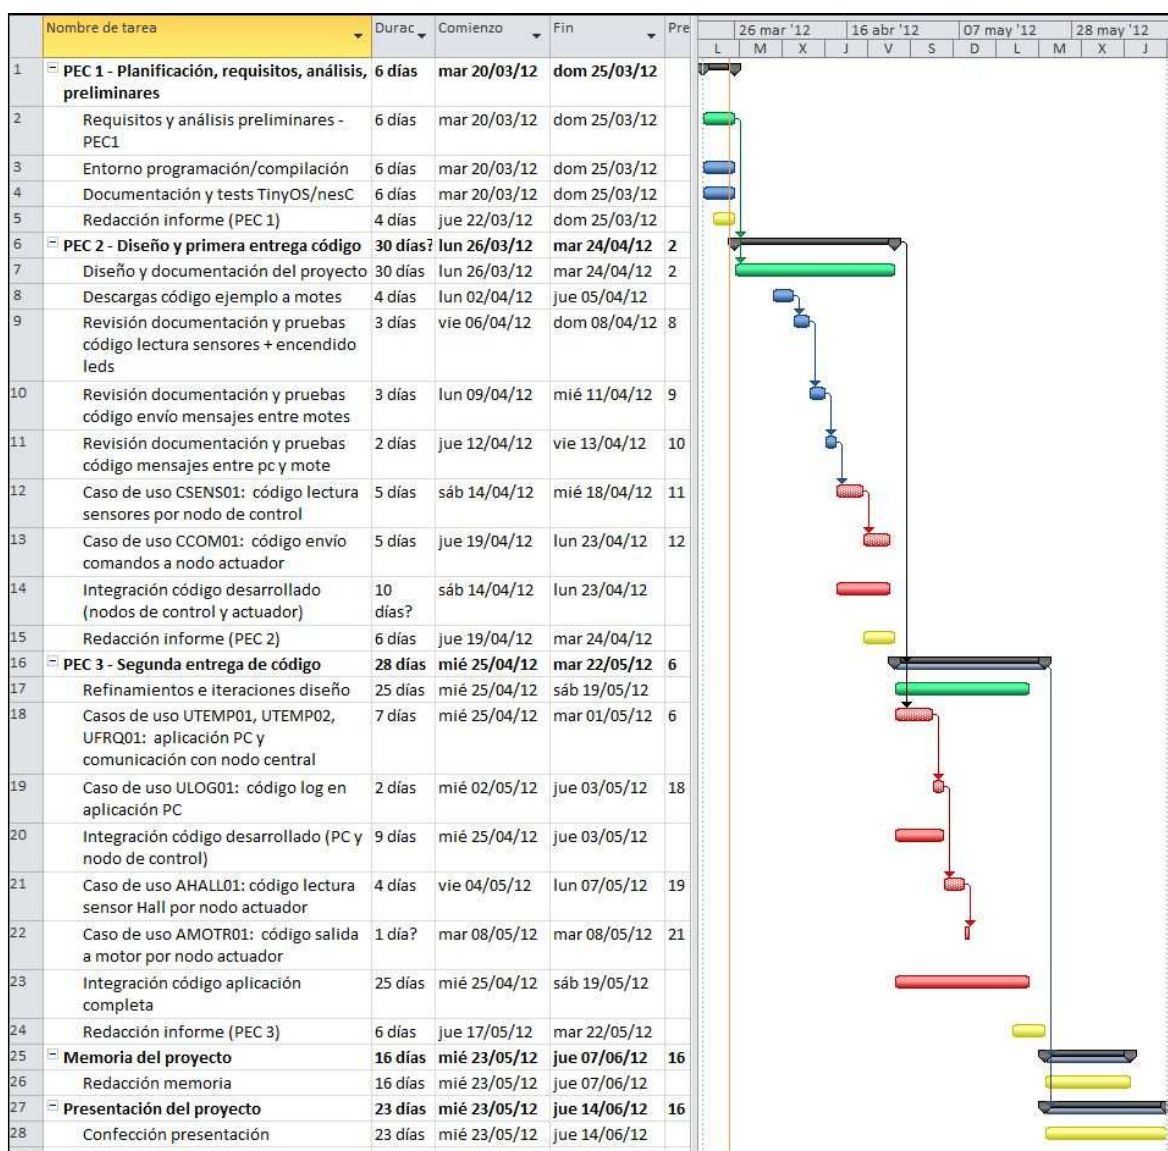 Nombre de tarea Durac Comienzo Fin Pre 26 mar '12 16 abr '12 07 may '12 28 may '12
L M X J V S D L M X J
1 PEC 1 - Planificación, requisitos, análisis, 6 días mar 20/03/12 dom 25/03/12
preliminares
2 Requisitos y análisis preliminares - 6 días mar 20/03/12 dom 25/03/12
PEC1
3 Entorno programación/compilación 6 días mar 20/03/12 dom 25/03/12
4 Documentación y tests TinyOS/nesC 6 días mar 20/03/12 dom 25/03/12
5 Redacción informe (PEC 1) 4 días jue 22/03/12 dom 25/03/12
6 PEC 2 - Diseño y primera entrega código 30 días? lun 26/03/12 mar 24/04/12 2
7 Diseño y documentación del proyecto 30 días lun 26/03/12 mar 24/04/12 2
8 Descargas código ejemplo a motes 4 días lun 02/04/12 jue 05/04/12
9 Revisión documentación y pruebas 3 días vie 06/04/12 dom 08/04/12 8
código lectura sensores + encendido
leds
10 Revisión documentación y pruebas 3 días lun 09/04/12 mié 11/04/12 9
código envío mensajes entre motes
11 Revisión documentación y pruebas 2 días jue 12/04/12 vie 13/04/12 10
código mensajes entre pc y mote
12 Caso de uso CSENS01: código lectura 5 días sáb 14/04/12 mié 18/04/12 11
sensores por nodo de control
13 Caso de uso CCOM01: código envío 5 días jue 19/04/12 lun 23/04/12 12
comandos a nodo actuador
14 Integración código desarrollado 10 sáb 14/04/12 lun 23/04/12
(nodos de control y actuador) días?
15 Redacción informe (PEC 2) 6 días jue 19/04/12 mar 24/04/12
16 PEC 3 - Segunda entrega de código 28 días mié 25/04/12 mar 22/05/12 6
17 Refinamientos e iteraciones diseño 25 días mié 25/04/12 sáb 19/05/12
18 Casos de uso UTEMP01, UTEMP02, 7 días mié 25/04/12 mar 01/05/12 6
UFRQ01: aplicación PC y
comunicación con nodo central
19 Caso de uso ULOG01: código log en 2 días mié 02/05/12 jue 03/05/12 18
aplicación PC
20 Integración código desarrollado (PC y 9 días mié 25/04/12 jue 03/05/12
nodo de control)
21 Caso de uso AHALL01: código lectura 4 días vie 04/05/12 lun 07/05/12 19
sensor Hall por nodo actuador
22 Caso de uso AMOTR01: código salida 1 día? mar 08/05/12 mar 08/05/12 21
a motor por nodo actuador
23 Integración código aplicación 25 días mié 25/04/12 sáb 19/05/12
completa
24 Redacción informe (PEC 3) 6 días jue 17/05/12 mar 22/05/12
25 Memoria del proyecto 16 días mié 23/05/12 jue 07/06/12 16
26 Redacción memoria 16 días mié 23/05/12 jue 07/06/12
27 Presentación del proyecto 23 días mié 23/05/12 jue 14/06/12 16
28 Confección presentación 23 días mié 23/05/12 jue 14/06/12